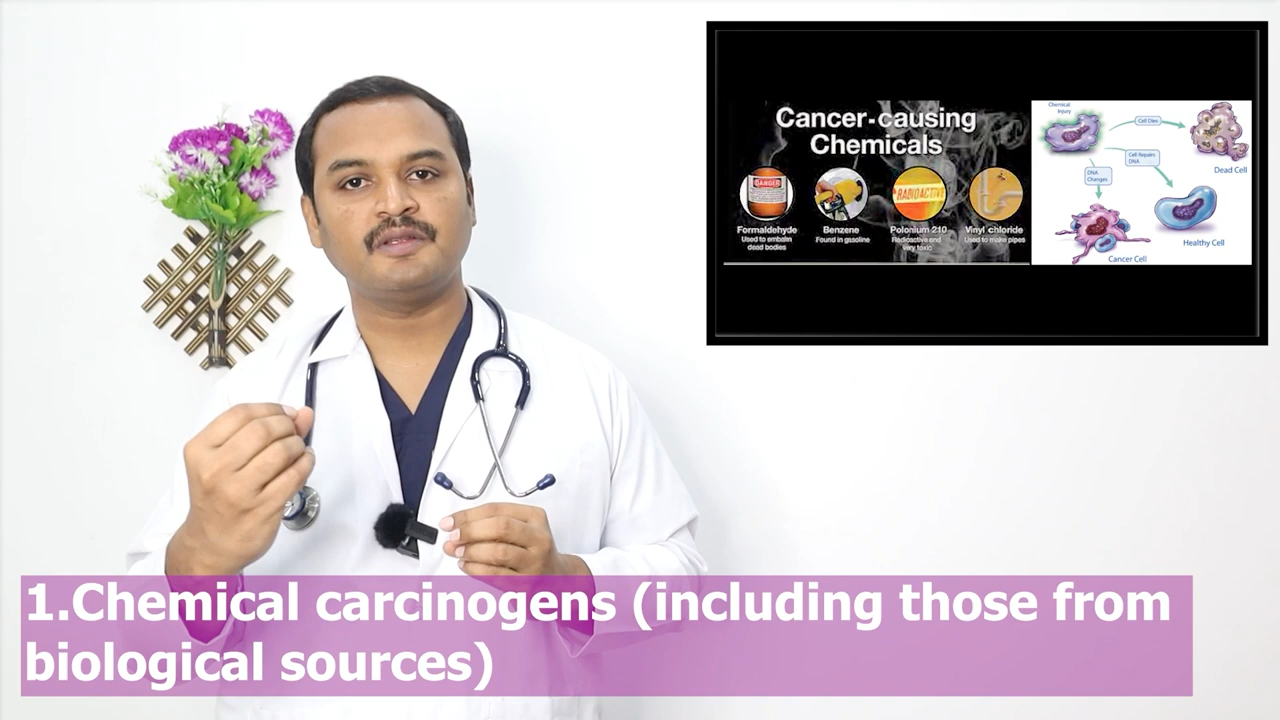 Cancer-causing
Chemicals
DANGER
RADIOACTIVE
Formaldehyde
Used to embalm
dead bodies
Benzene
Found in gasoline
Polonium 210
Radioactive and
very toxic
Vinyl chloride
Used to make pipes
Chemical
Injury
Cell Dies
Dead Cell
Cell Repairs
DNA
DNA
Changes
Healthy Cell
Cancer Cell
1.Chemical carcinogens (including those from
biological sources)